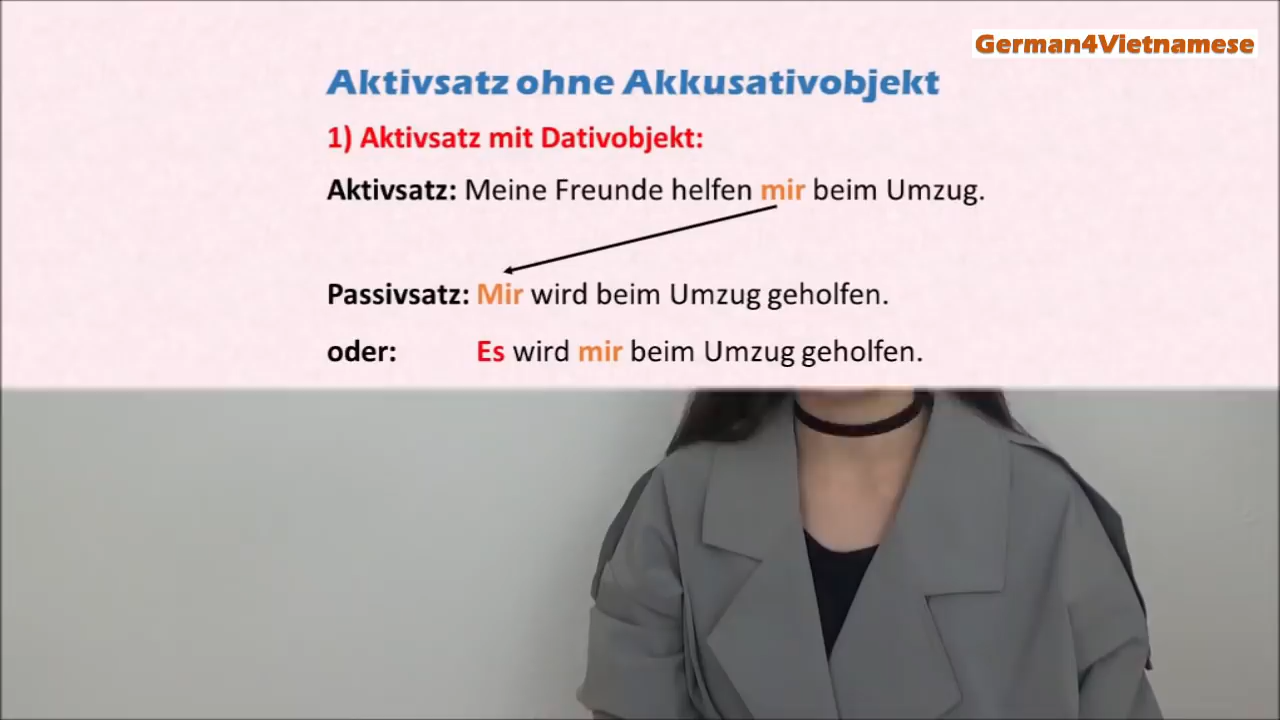 German4Vietnamese
Aktivsatz ohne Akkusativobjekt
1) Aktivsatz mit Dativobjekt:
Aktivsatz: Meine Freunde helfen mir beim Umzug.
Passivsatz: Mir wird beim Umzug geholfen.
oder: Es wird mir beim Umzug geholfen.